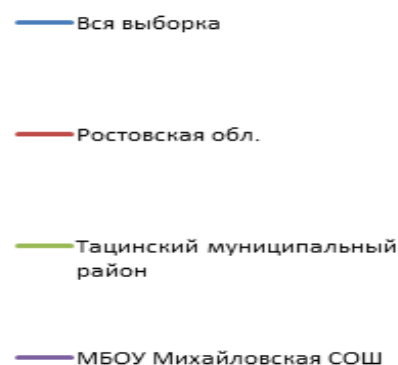 Вся выборка
Ростовская обл.
Тацинский муниципальный
район
МБОУ Михайловская СОШ